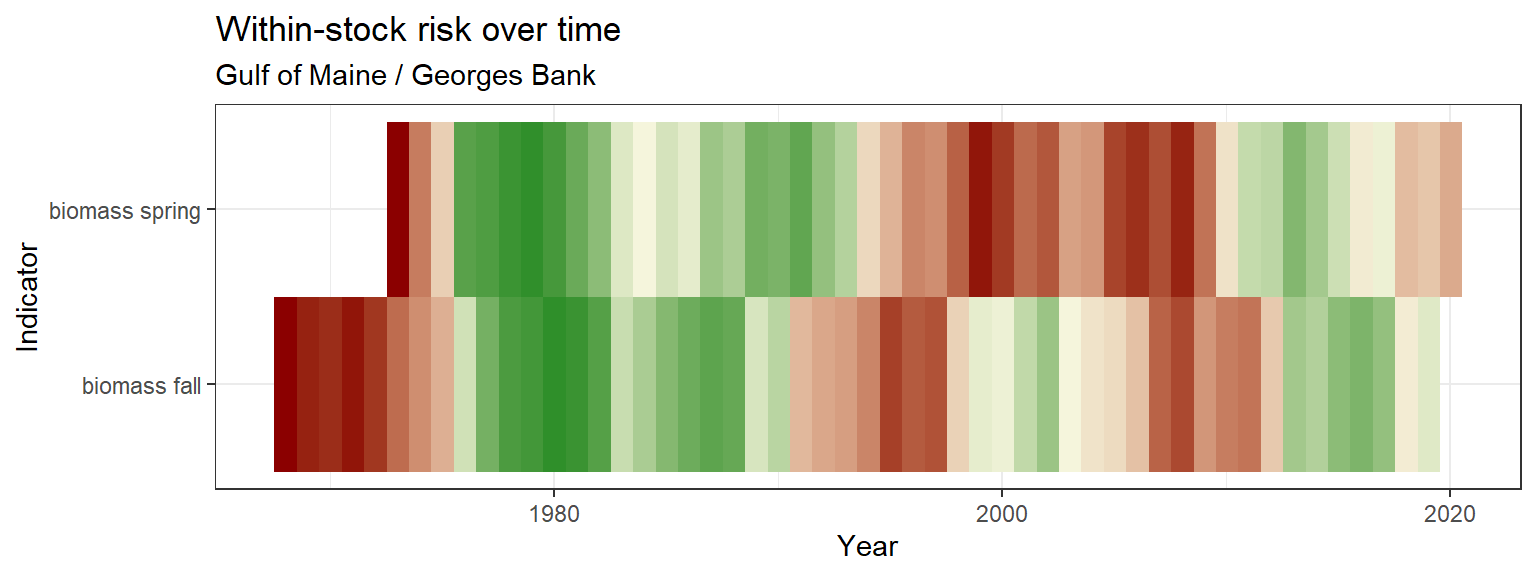 Within-stock risk over time
Gulf of Maine / Georges Bank
biomass spring
biomass fall
Indicator
1980
2000
2020
Year